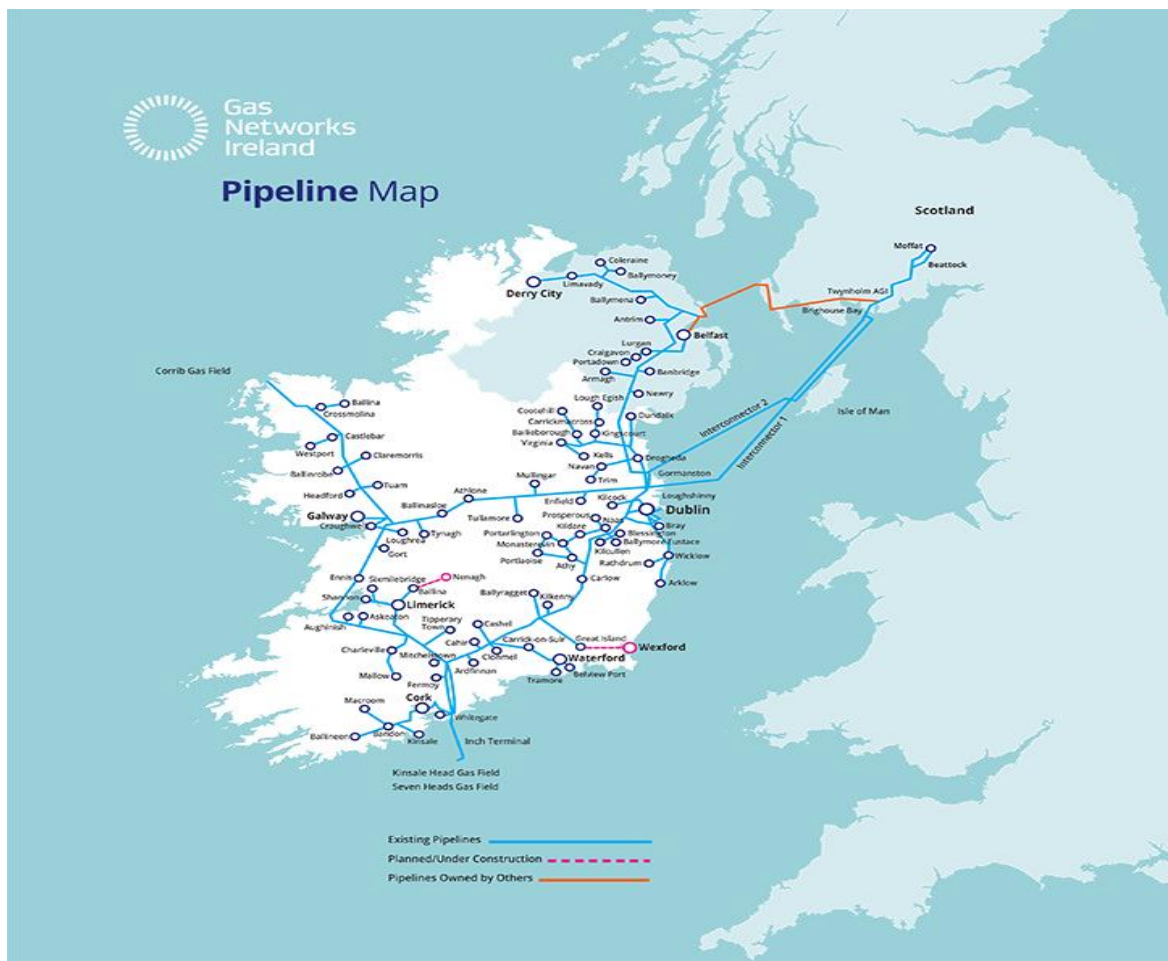 Gas
Networks
Ireland
Pipeline Map
Scotland
Moffat
Beattock
Twynholm AGI
Brighouse Bay
Coleraine
Ballymoney
Limavady
Derry City
Ballymena
Antrim
Belfast
Lurgan
Craigavon
Portadown
Banbridge
Armagh
Corrib Gas Field
Newry
Lough Egish
Ballina
Cootehill
Dundalk
Isle of Man
Crossmolina
Carrickmacross
Interconnector 2
Interconnector 1
Castlebar
Bailieborough
Kingscourt
Virginia
Westport
Claremorris
Kells
Drogheda
Navan
Ballinrobe
Gormanston
Mullingar
Trim
Tuam
Headford
Athlone
Kilcock
Loughshinny
Ballinasloe
Enfield
Dublin
Galway
Tullamore
Prosperous
Naas
Craughwell
Kildare
Bray
Loughrea
Tynagh
Portarlington
Blessington
Monasterevin
Ballymore Eustace
Gort
Kilcullen
Wicklow
Portlaoise
Athy
Rathdrum
Ennis
Sixmilebridge
Nenagh
Carlow
Arklow
Shannon
Ballina
Ballyragget
Kilkenny
Limerick
Askeaton
Tipperary
Town
Cashel
Aughinish
Cahir
Carrick-on-Suir
Great Island
Wexford
Charleville
Mitchelstown
Clonmel
Waterford
Ardfinnan
Belview Port
Mallow
Fermoy
Tramore
Cork
Macroom
Whitegate
Ballineen
Bandon
Kinsale
Inch Terminal
Kinsale Head Gas Field
Seven Heads Gas Field
Existing Pipelines
Planned/Under Construction
Pipelines Owned by Others